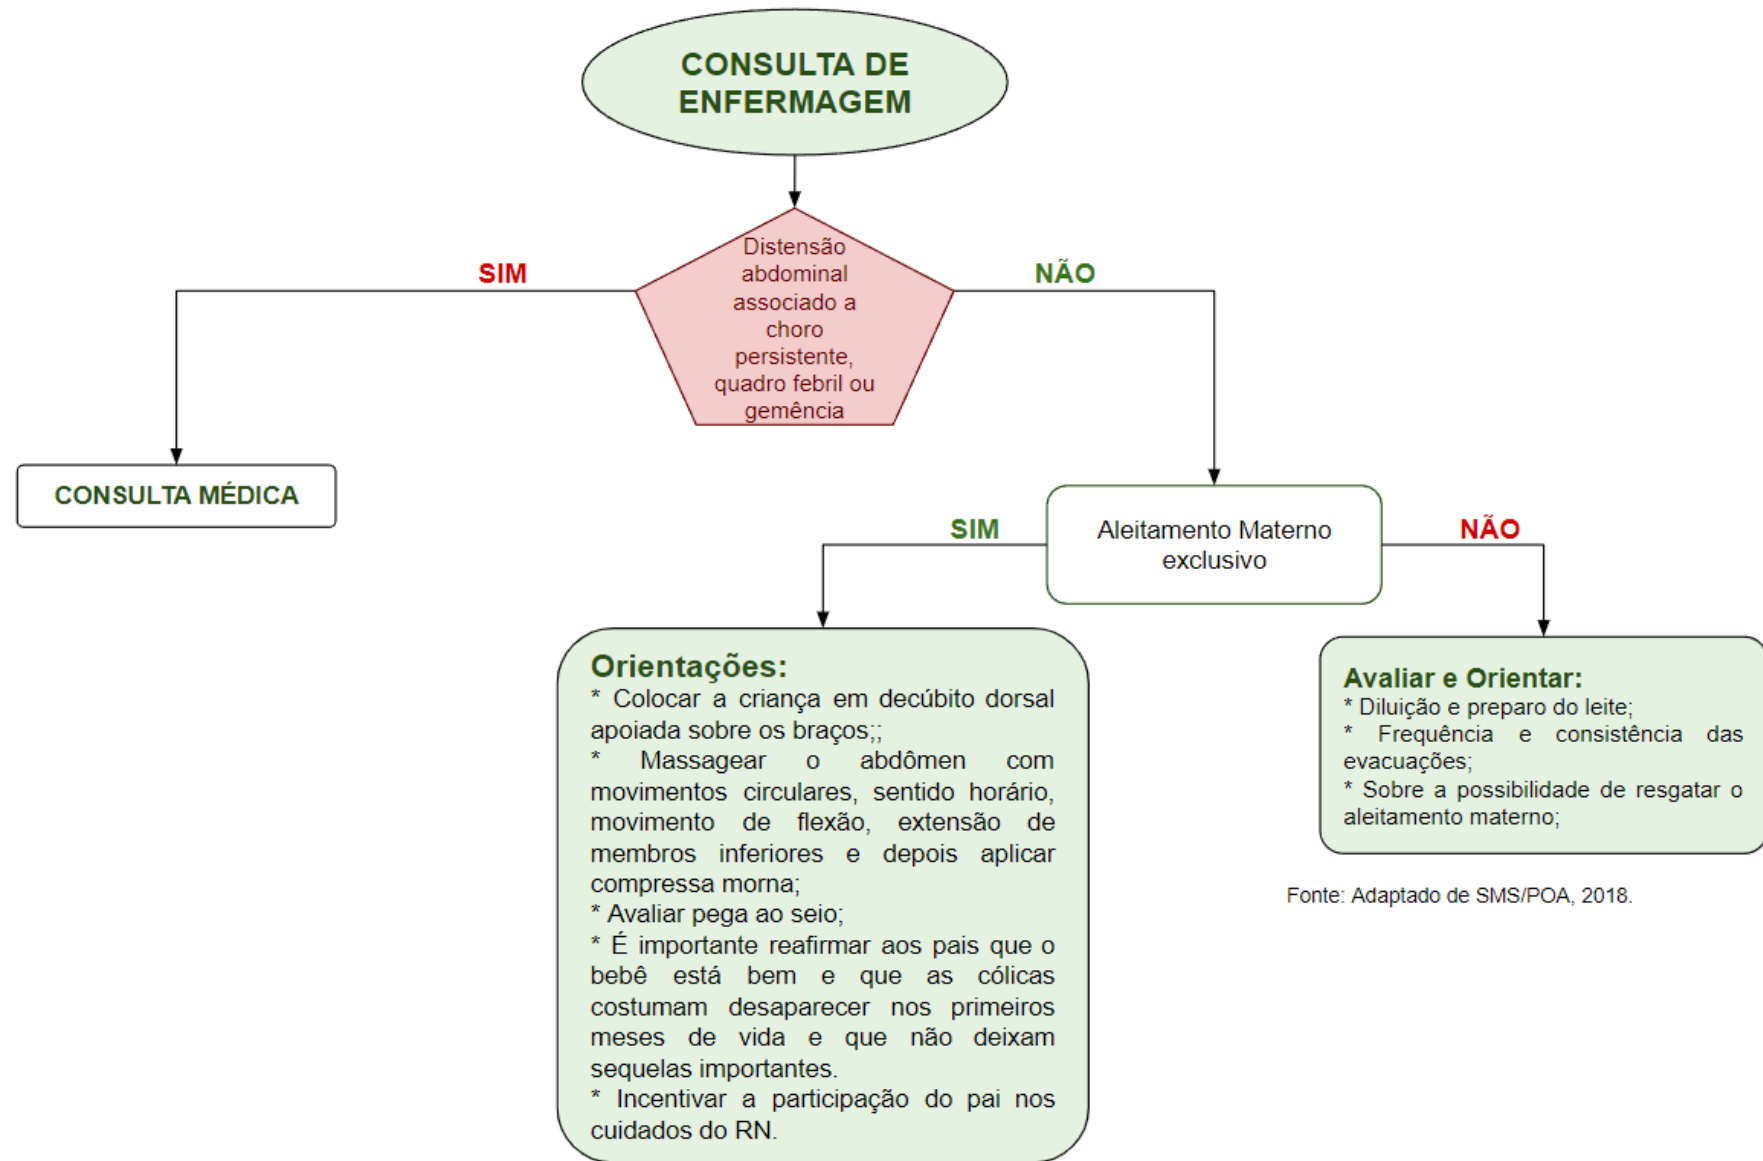 CONSULTA DE
ENFERMAGEM
Distensão
abdominal
associado a
choro
persistente,
quadro febril ou
gemência
SIM
NÃO
CONSULTA MÉDICA
Aleitamento Materno
exclusivo
SIM
NÃO
Orientações:
* Colocar a criança em decúbito dorsal
apoiada sobre os braços;;
* Massagear o abdômen com
movimentos circulares, sentido horário,
movimento de flexão, extensão de
membros inferiores e depois aplicar
compressa morna;
* Avaliar pega ao seio;
* É importante reafirmar aos pais que o
bebê está bem e que as cólicas
costumam desaparecer nos primeiros
meses de vida e que não deixam
sequelas importantes.
* Incentivar a participação do pai nos
cuidados do RN.
Avaliar e Orientar:
* Diluição e preparo do leite;
* Frequência e consistência das
evacuações;
* Sobre a possibilidade de resgatar o
aleitamento materno;
Fonte: Adaptado de SMS/POA, 2018.